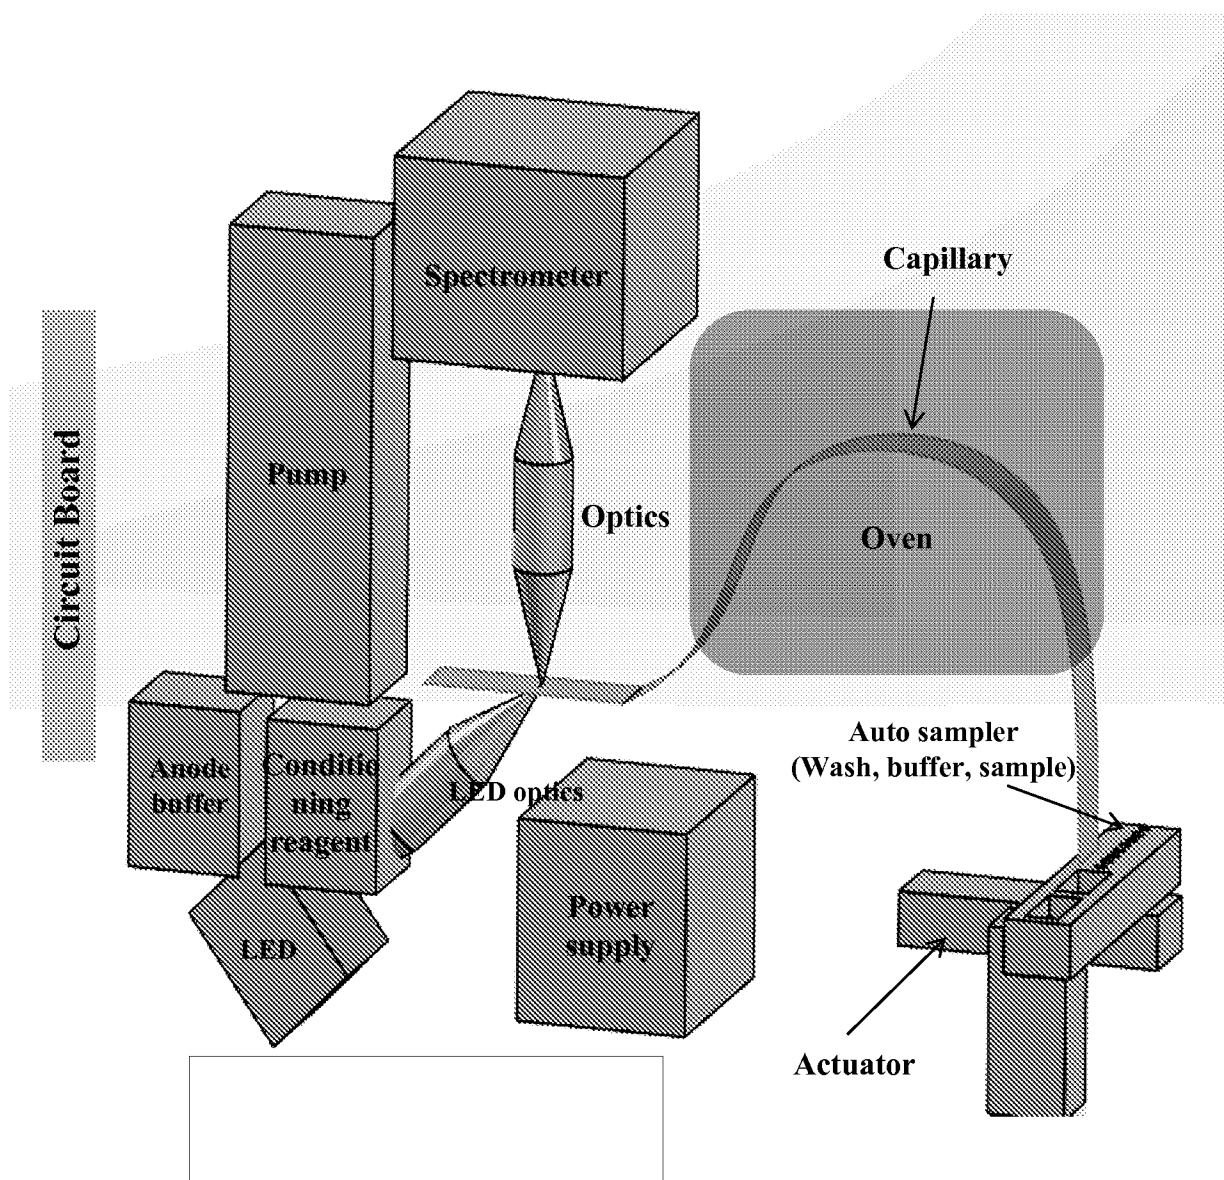 Capillary
Spectrometer
Circuit Board
Pump
Optics
Oven
Auto sampler
(Wash, buffer, sample)
Anode
buffer
Conditio
ning
reagent
LED optics
Power
supply
LED
Actuator